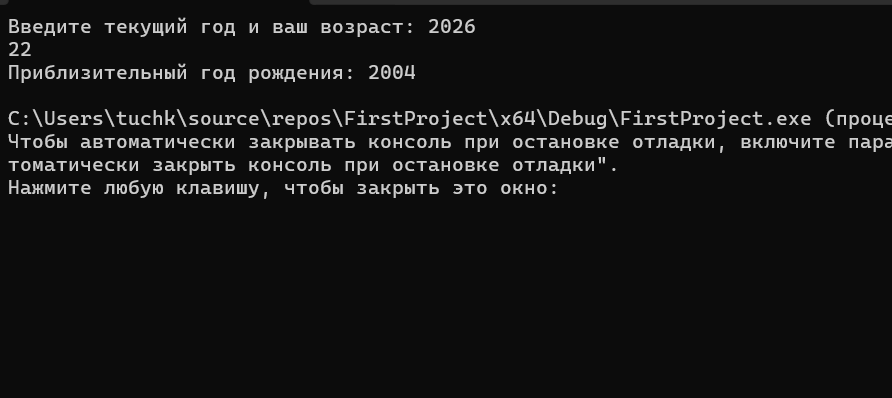 Введите текущий год и ваш возраст: 2026
22
Приблизительный год рождения: 2004
C:\Users\tuchk\source\repos\FirstProject\x64\Debug\FirstProject.exe (проце
Чтобы автоматически закрывать консоль при остановке отладки, включите пара
томатически закрыть консоль при остановке отладки".
Нажмите любую клавишу, чтобы закрыть это окно: